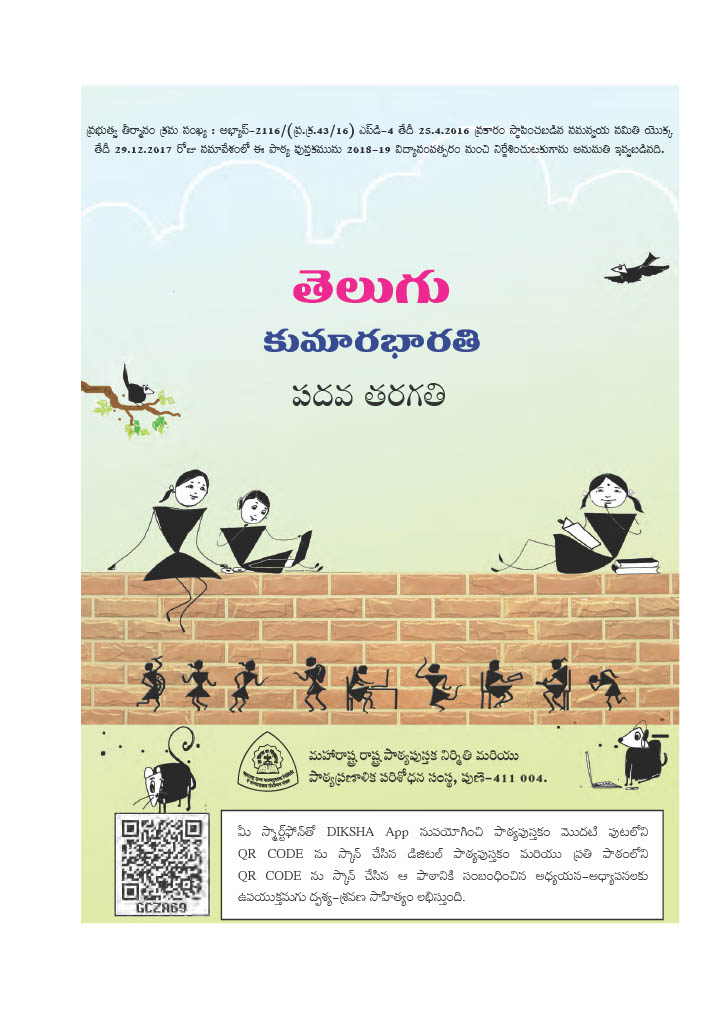 ప్రభుత్వ తీర్మానం క్రమ సంఖ్య : అభ్యాస్-2116/(ప్ర.క్ర.43/16) ఎస్‌డి-4 తేదీ 25.4.2016 ప్రకారం స్థాపించబడిన సమన్వయ సమితి యొక్క
తేదీ 29.12.2017 రోజు సమావేశంలో ఈ పాఠ్య పుస్తకమును 2018-19 విద్యాసంవత్సరం నుంచి నిర్దేశించుటకుగాను అనుమతి ఇవ్వబడినది.
తెలుగు
కుమారభారతి
పదవ తరగతి
మహారాష్ట్ర రాష్ట్ర పాఠ్యపుస్తక నిర్మితి మరియు
పాఠ్యప్రణాళిక పరిశోధన సంస్థ, పుణె-411 004.
మీ స్మార్ట్‌ఫోన్‌తో DIKSHA App నుపయోగించి పాఠ్యపుస్తకం మొదటి పుటలోని
QR CODE ను స్కాన్ చేసిన డిజిటల్ పాఠ్యపుస్తకం మరియు ప్రతి పాఠంలోని
QR CODE ను స్కాన్ చేసిన ఆ పాఠానికి సంబంధించిన అధ్యయన-అధ్యాపనలకు
ఉపయుక్తమగు దృశ్య-శ్రవణ సాహిత్యం లభిస్తుంది.
GCZA69